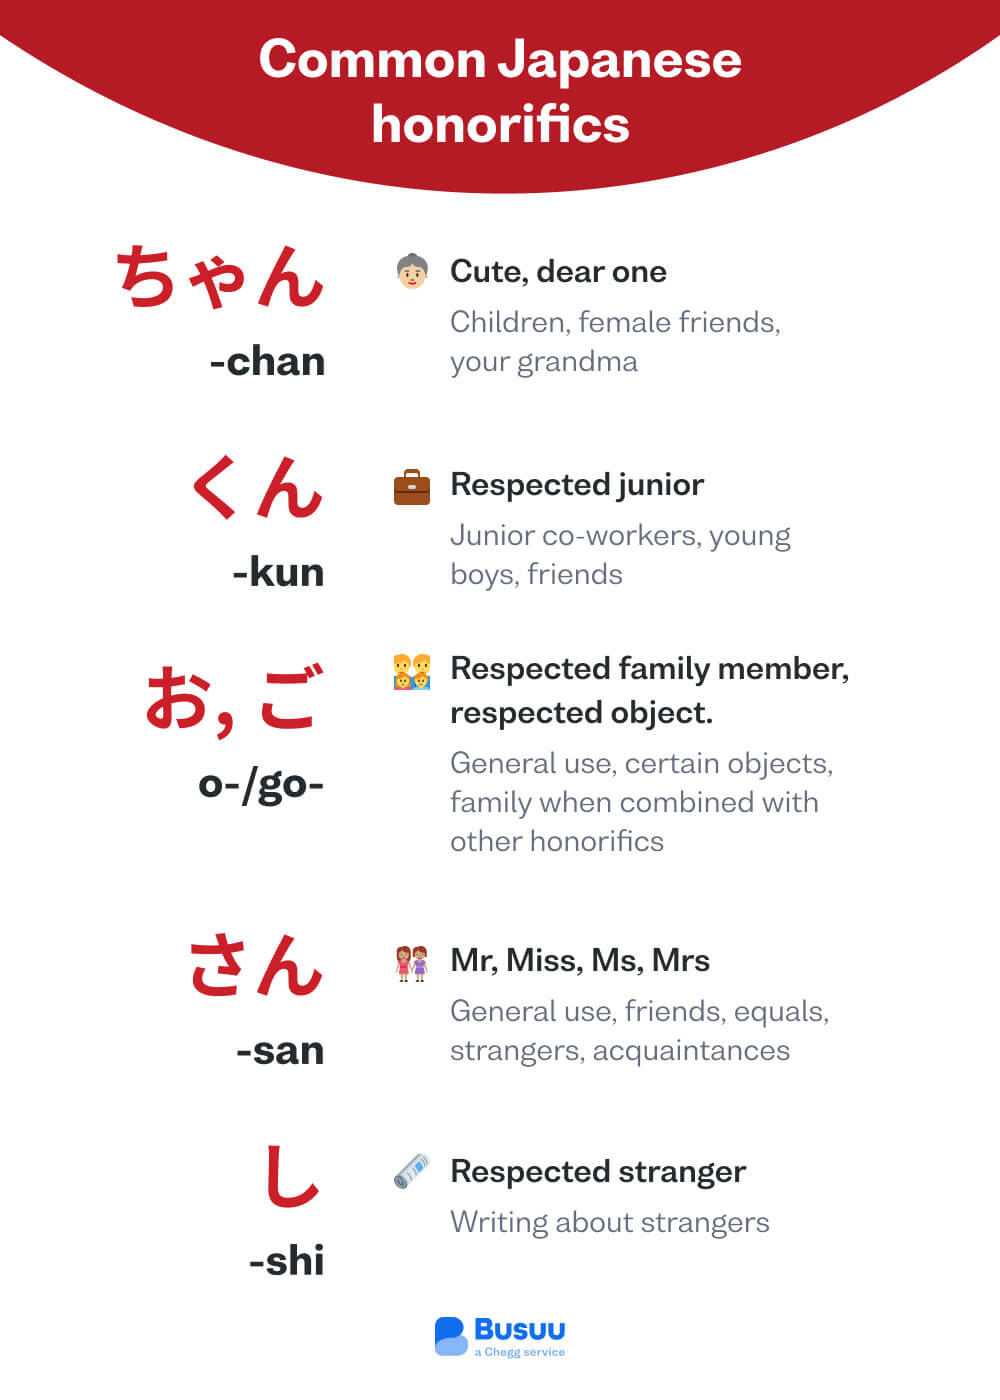 Common Japanese
honorifics
ちゃん
-chan
Cute, dear one
Children, female friends,
your grandma
くん
-kun
Respected junior
Junior co-workers, young
boys, friends
お, ご
o-/go-
Respected family member,
respected object.
General use, certain objects,
family when combined with
other honorifics
さん
-san
Mr, Miss, Ms, Mrs
General use, friends, equals,
strangers, acquaintances
し
-shi
Respected stranger
Writing about strangers
Busuu
a Chegg service